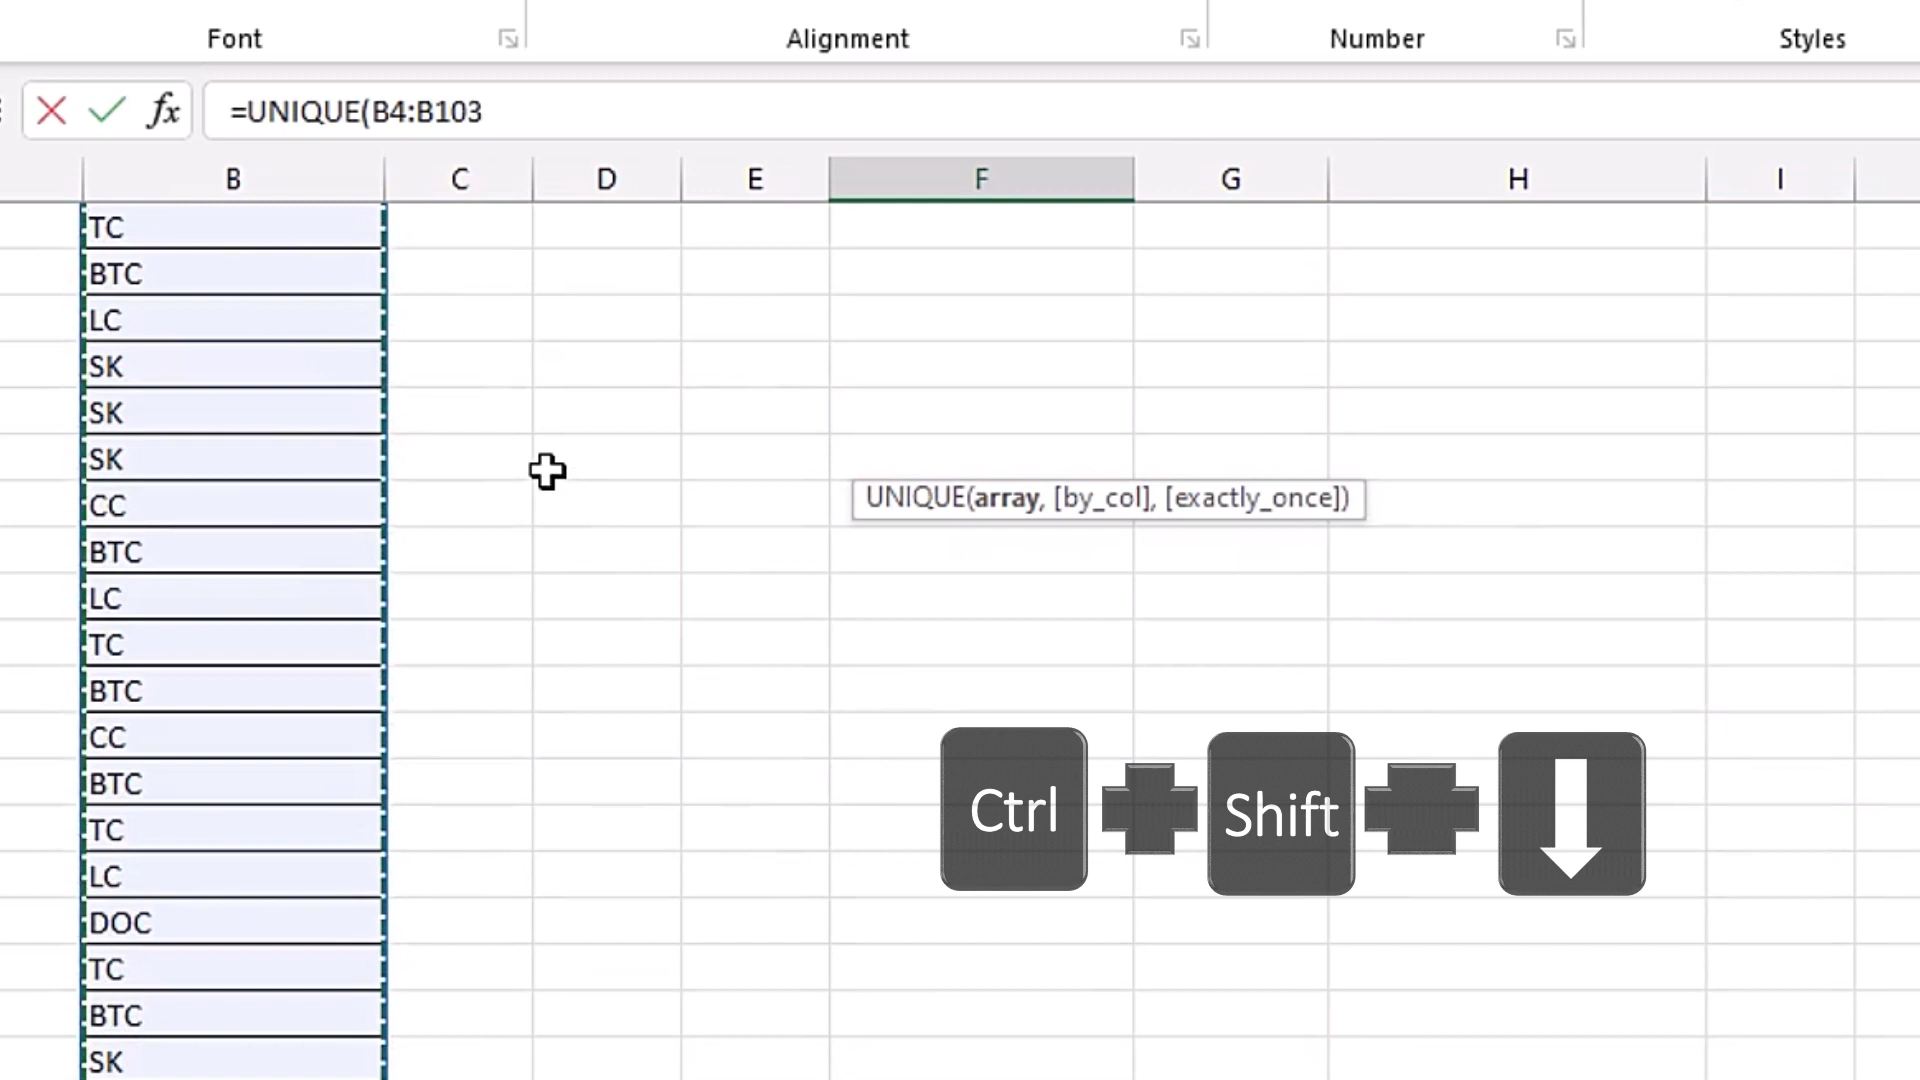 Font Alignment Number Styles
fx =UNIQUE(B4:B103
B C D E F G H I
TC
BTC
LC
SK
SK
SK
UNIQUE(array, [by_col], [exactly_once])
CC
BTC
LC
TC
BTC
CC
BTC
Ctrl Shift
TC
LC
DOC
TC
BTC
SK